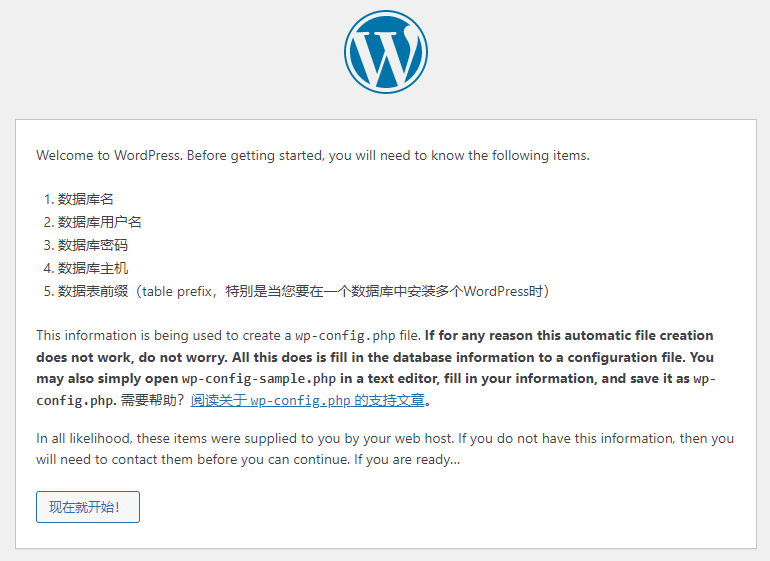 Welcome to WordPress. Before getting started, you will need to know the following items.
1. 数据库名
2. 数据库用户名
3. 数据库密码
4. 数据库主机
5. 数据表前缀（table prefix，特别是当您要在一个数据库中安装多个WordPress时）
This information is being used to create a wp-config.php file. If for any reason this automatic file creation
does not work, do not worry. All this does is fill in the database information to a configuration file. You
may also simply open wp-config-sample.php in a text editor, fill in your information, and save it as wp-
config.php. 需要帮助？阅读关于 wp-config.php 的支持文章。
In all likelihood, these items were supplied to you by your web host. If you do not have this information, then you
will need to contact them before you can continue. If you are ready…
现在就开始！